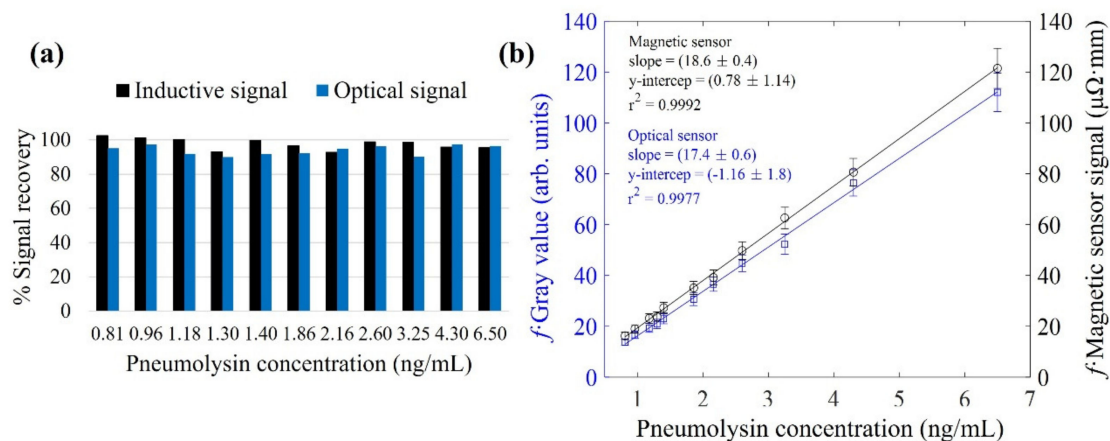 (a)
Inductive signal Optical signal
% Signal recovery
100
80
60
40
20
0
0.81 0.96 1.18 1.30 1.40 1.86 2.16 2.60 3.25 4.30 6.50
Pneumolysin concentration (ng/mL)
(b)
f·Gray value (arb. units)
140
120
100
80
60
40
20
0
Magnetic sensor
slope = (18.6 ± 0.4)
y-intercep = (0.78 ± 1.14)
r² = 0.9992
Optical sensor
slope = (17.4 ± 0.6)
y-intercep = (-1.16 ± 1.8)
r² = 0.9977
140
120
100
80
60
40
20
0
f·Magnetic sensor signal (μΩ·mm)
1 2 3 4 5 6 7
Pneumolysin concentration (ng/mL)